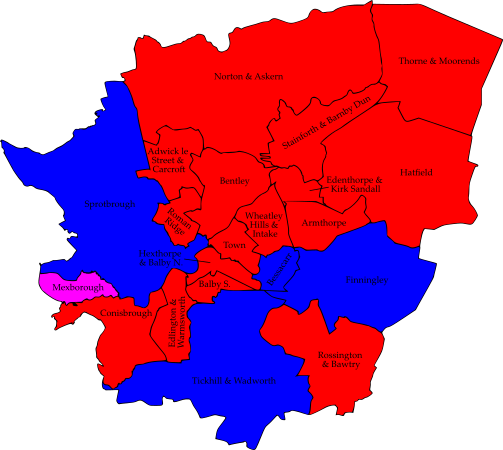 Thorne & Moorends
Norton & Askern
Stainforth & Barnby Dun
Adwick le
Street &
Carcroft
Bentley
Hatfield
Edenthorpe &
Kirk Sandall
Sprotbrough
Roman
Ridge
Wheatley
Hills &
Intake
Armthorpe
Town
Hexthorpe
& Balby N.
Balby S.
Finningley
Mexborough
Conisbrough
Edlington &
Warmsworth
Rossington
& Bawtry
Tickhill & Wadworth